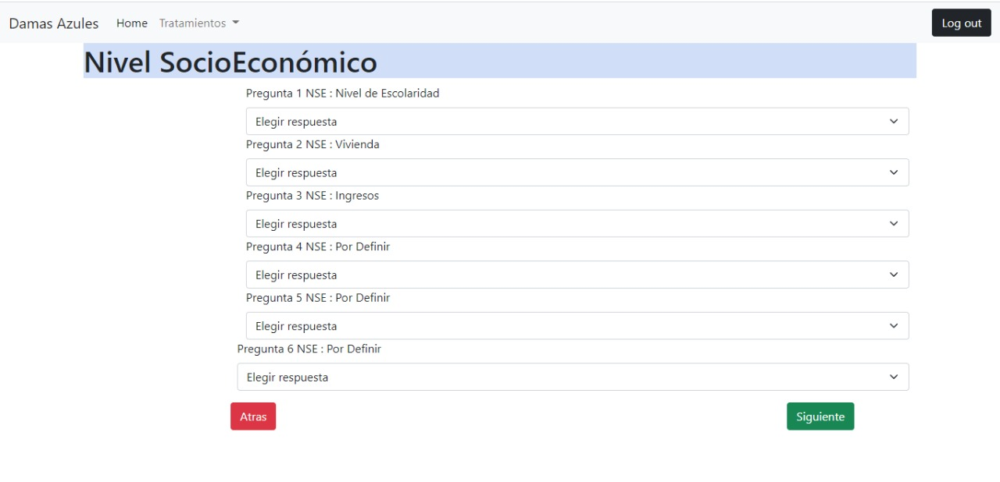 Damas Azules Home Tratamientos Log out
Nivel SocioEconómico
Pregunta 1 NSE : Nivel de Escolaridad
Elegir respuesta
Pregunta 2 NSE : Vivienda
Elegir respuesta
Pregunta 3 NSE : Ingresos
Elegir respuesta
Pregunta 4 NSE : Por Definir
Elegir respuesta
Pregunta 5 NSE : Por Definir
Elegir respuesta
Pregunta 6 NSE : Por Definir
Elegir respuesta
Atras Siguiente